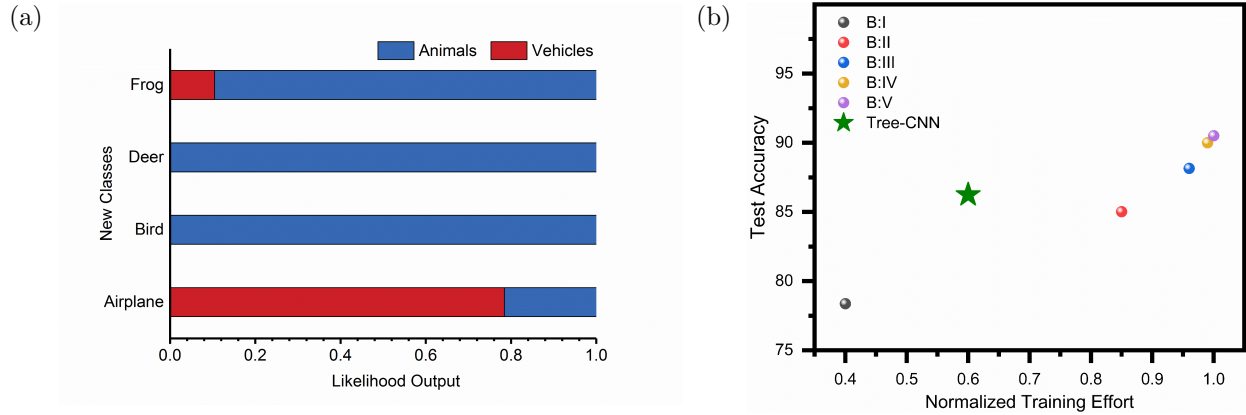 (a)
Animals Vehicles
Frog
Deer
Bird
Airplane
New Classes
0.0 0.2 0.4 0.6 0.8 1.0
Likelihood Output
(b)
B:I
B:II
B:III
B:IV
B:V
Tree-CNN
95
90
85
80
75
Test Accuracy
0.4 0.5 0.6 0.7 0.8 0.9 1.0
Normalized Training Effort